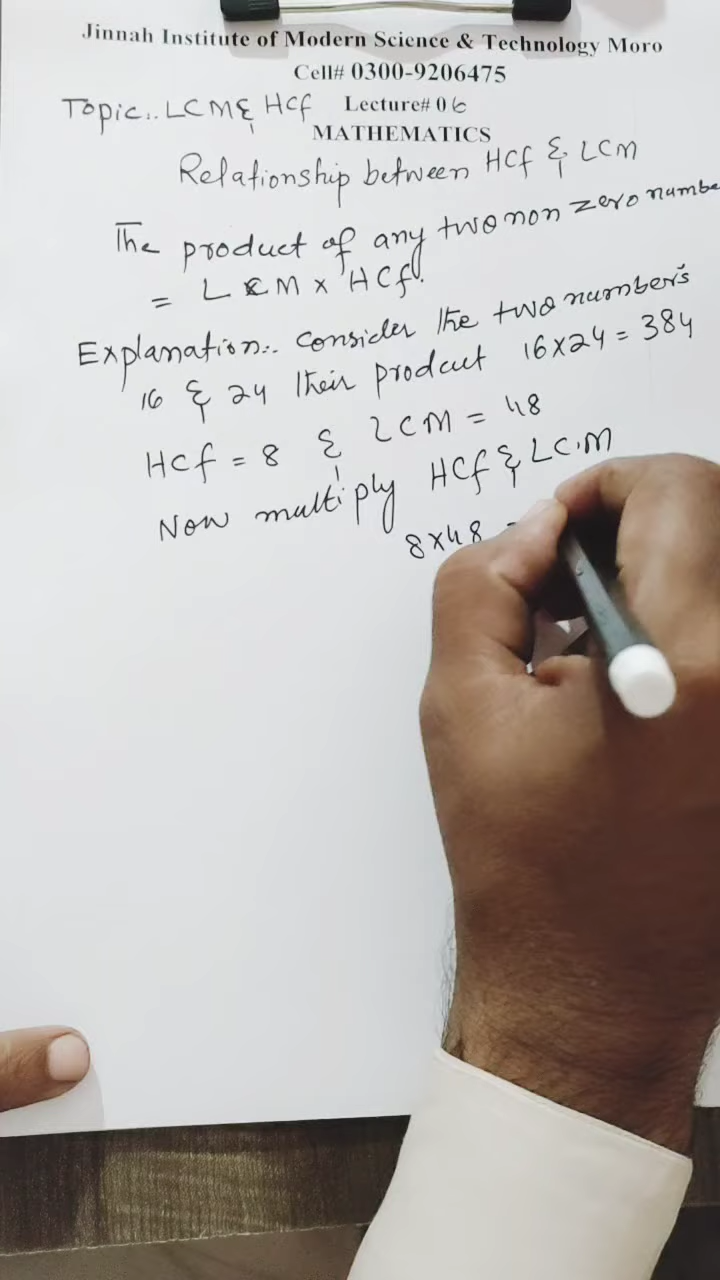 Jinnah Institute of Modern Science & Technology Moro
Cell# 0300-9206475
Topic.. LCM & HCf Lecture# 06
MATHEMATICS
Relationship between HCf & LCM
The product of any two non zero numbe
= LCM x HCf.
Explanation.. consider the two number's
16 & 24 their product 16x24 = 384
HCf = 8 & LCM = 48
Now multiply HCf & LC.M
8x48